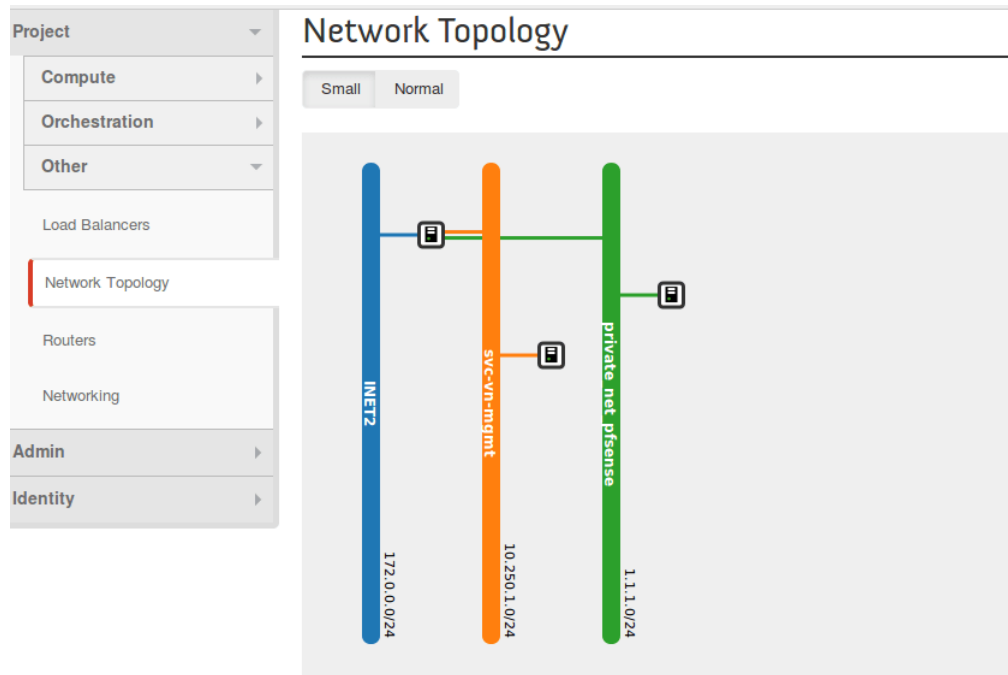 Project
Compute
Orchestration
Other
Load Balancers
Network Topology
Routers
Networking
Admin
Identity
Network Topology
Small
Normal
INET2
172.0.0.0/24
svc-vn-mgmt
10.250.1.0/24
private_net_pfsense
1.1.1.0/24